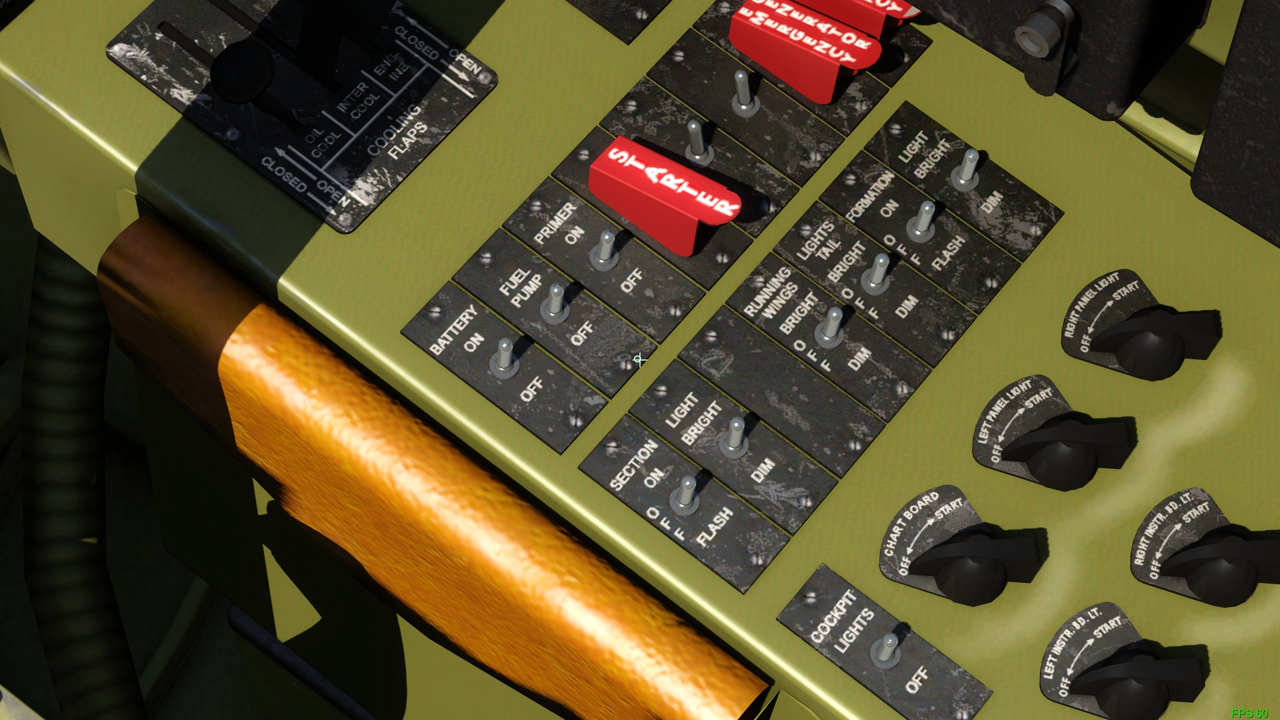 CLOSED
OPEN
ENG
INE
INTER
COOL
OIL
COOL
COOLING
FLAPS
CLOSED
OPEN
GENERATOR
EMERGENCY
STARTER
PRIMER
ON
OFF
FUEL
PUMP
OFF
BATTERY
ON
OFF
LIGHT
BRIGHT
DIM
FORMATION
ON
OFF
FLASH
LIGHTS
TAIL
BRIGHT
OFF
DIM
RUNNING
WINGS
BRIGHT
OFF
DIM
LIGHT
BRIGHT
DIM
SECTION
ON
OFF
FLASH
COCKPIT
LIGHTS
OFF
RIGHT PANEL LIGHT
OFF START
LEFT PANEL LIGHT
OFF START
CHART BOARD
OFF START
RIGHT INSTR. BD. LT.
OFF START
LEFT INSTR. BD. LT.
OFF START
FPS 60